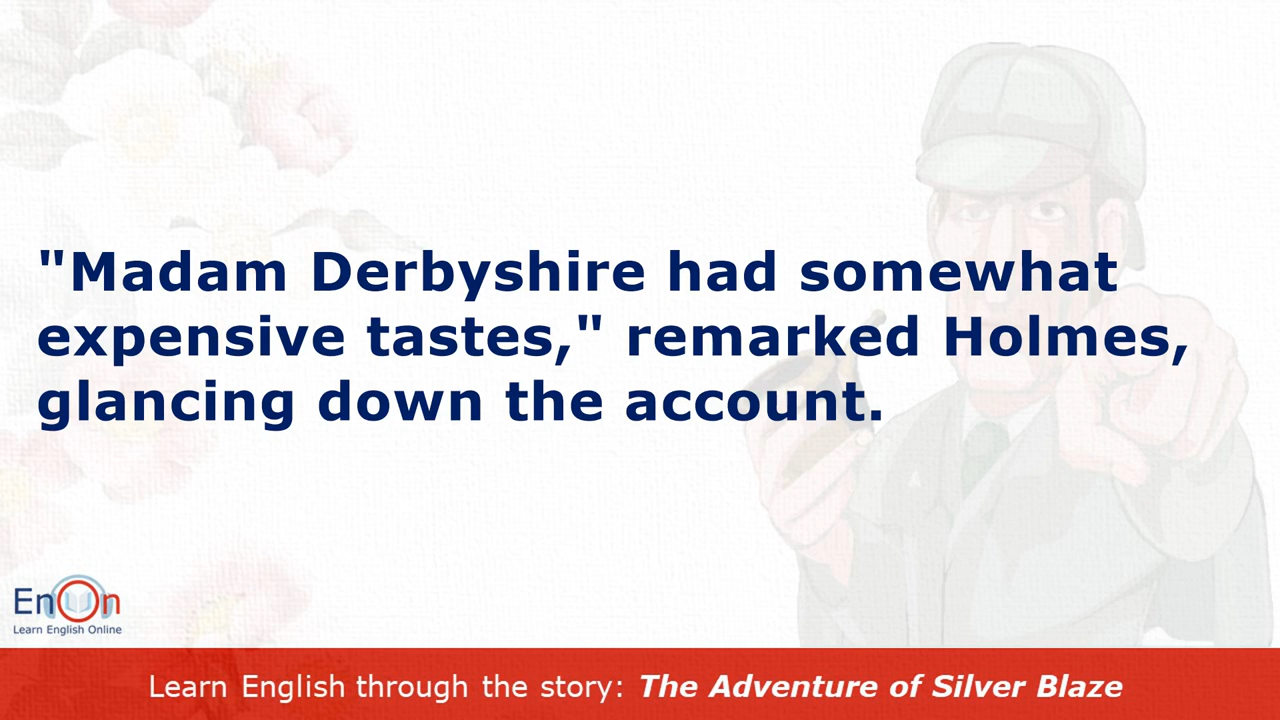 "Madam Derbyshire had somewhat
expensive tastes," remarked Holmes,
glancing down the account.
EnOn
Learn English Online
Learn English through the story: The Adventure of Silver Blaze